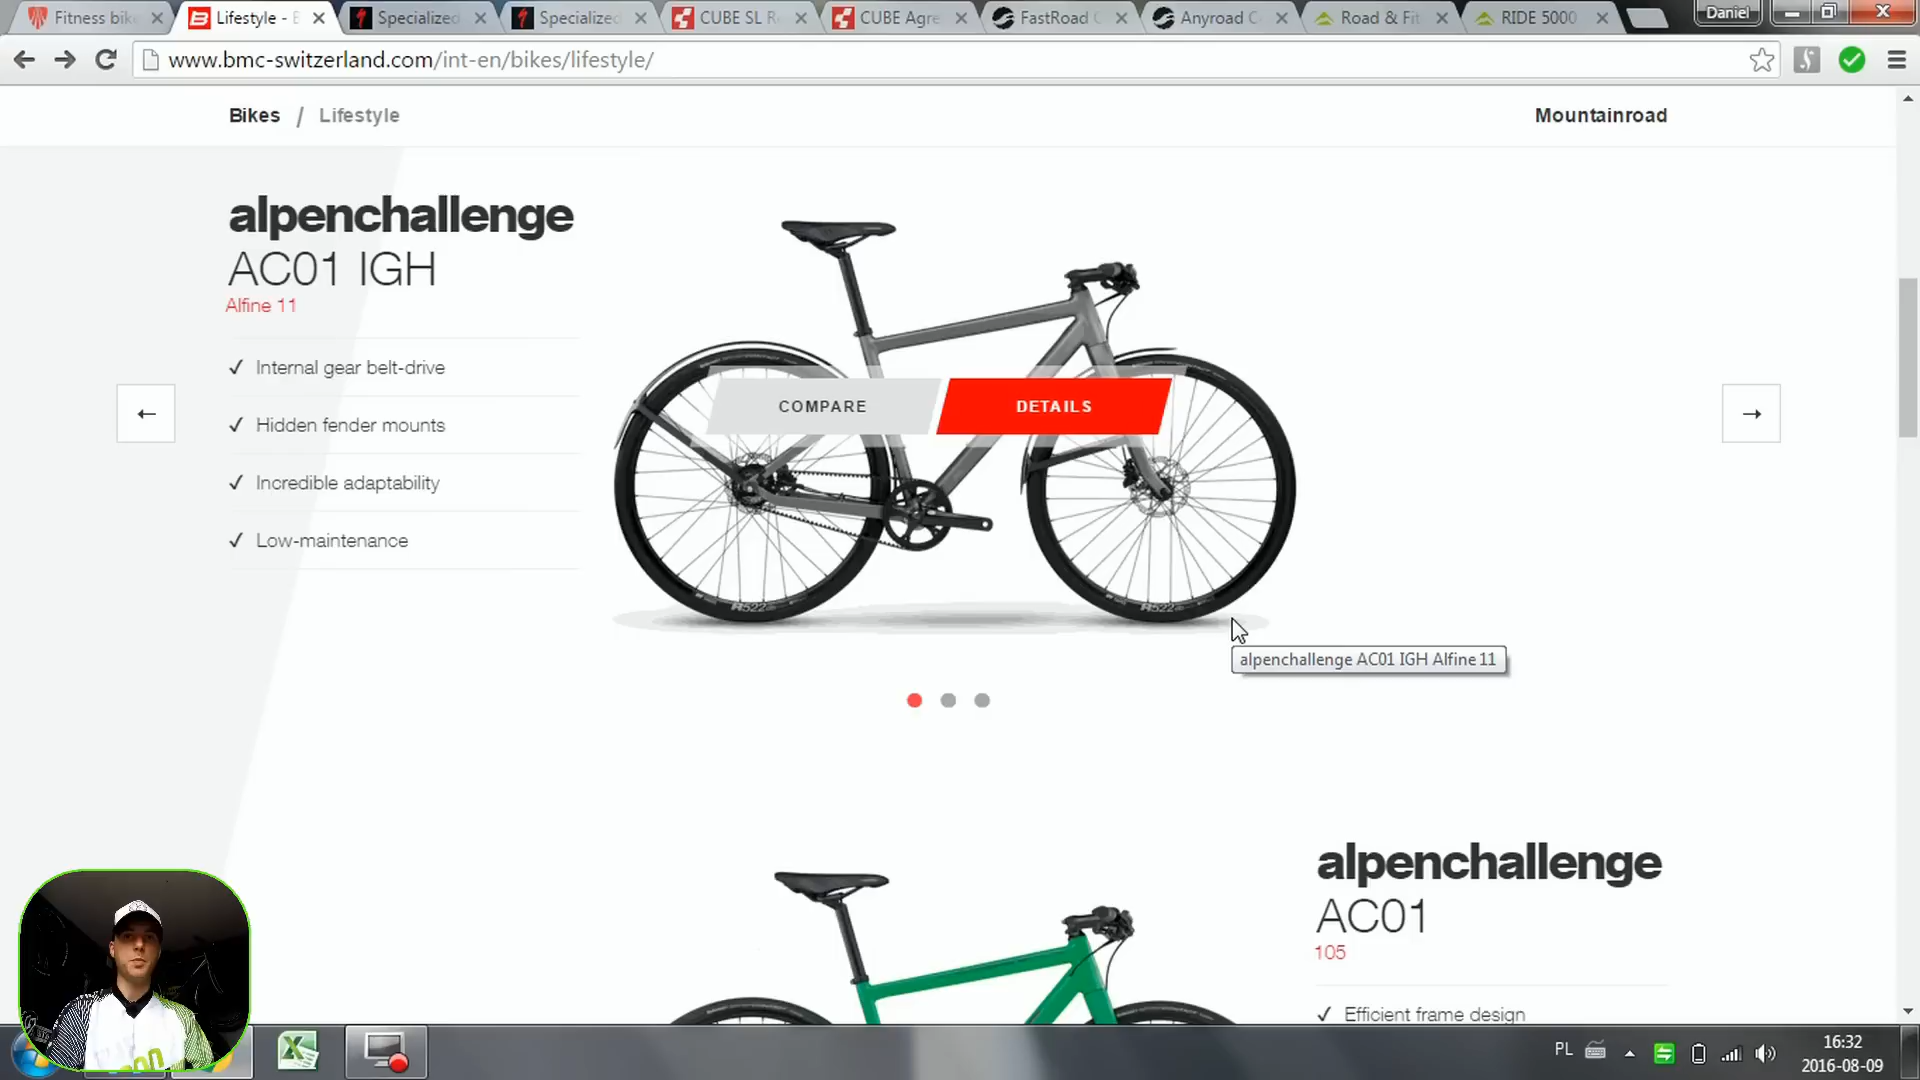 Fitness bik
Lifestyle - B
Specialized
Specialized
CUBE SL R
CUBE Agre
FastRoad C
Anyroad C
Road & Fit
RIDE 5000
Daniel
www.bmc-switzerland.com/int-en/bikes/lifestyle/
Bikes / Lifestyle
Mountainroad
alpenchallenge
AC01 IGH
Alfine 11
✓ Internal gear belt-drive
✓ Hidden fender mounts
✓ Incredible adaptability
✓ Low-maintenance
COMPARE
DETAILS
R522
R522
alpenchallenge AC01 IGH Alfine 11
alpenchallenge
AC01
105
✓ Efficient frame design
PL
16:32
2016-08-09